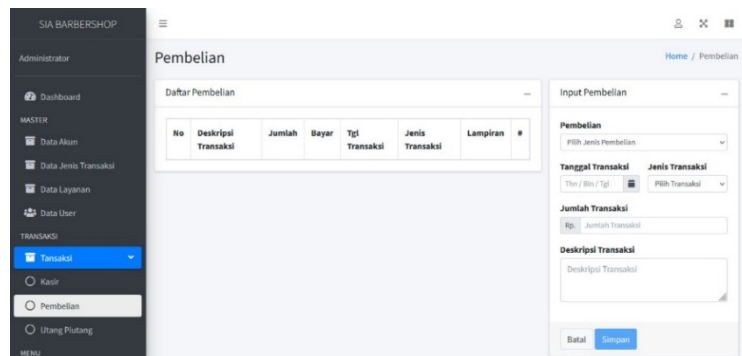 SIA BARBERSHOP
Administrator
Dashboard
MASTER
Data Akun
Data Jenis Transaksi
Data Layanan
Data User
TRANSAKSI
Tansaksi
Kasir
Pembelian
Utang Piutang
MENU
Pembelian
Home / Pembelian
Daftar Pembelian
No Deskripsi Transaksi Jumlah Bayar Tgl Transaksi Jenis Transaksi Lampiran #
Input Pembelian
Pembelian
Pilih Jenis Pembelian
Tanggal Transaksi Jenis Transaksi
Thn / Bln / Tgl Pilih Transaksi
Jumlah Transaksi
Rp. Jumlah Transaksi
Deskripsi Transaksi
Deskripsi Transaksi
Batal Simpan